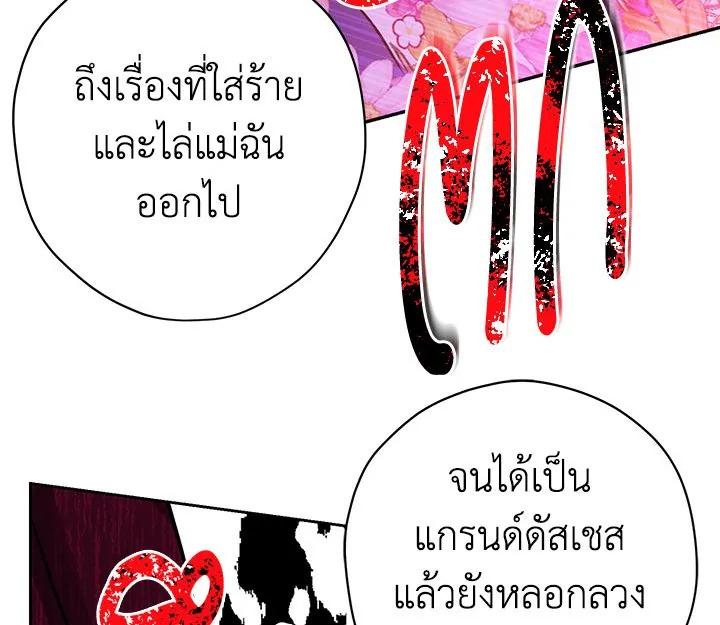 ถึงเรื่องที่ใส่ร้าย
และไล่แม่ฉัน
ออกไป
จนได้เป็น
แกรนด์ดัสเชส
แล้วยังหลอกลวง